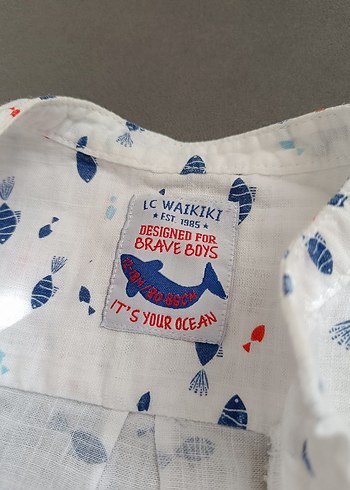 LC WAIKIKI
EST. 1985
DESIGNED FOR
BRAVE BOYS
IT'S YOUR OCEAN